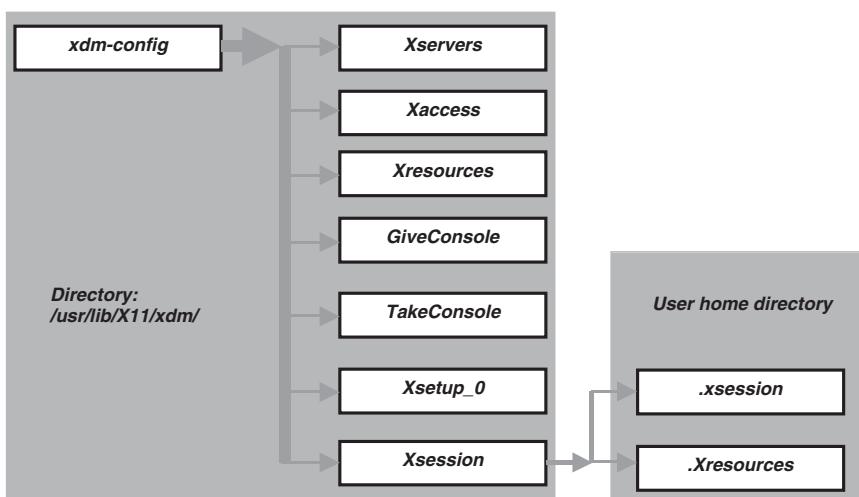 xdm-config
Xservers
Xaccess
Xresources
GiveConsole
Directory:
/usr/lib/X11/xdm/
TakeConsole
User home directory
Xsetup_0
.xsession
Xsession
.Xresources